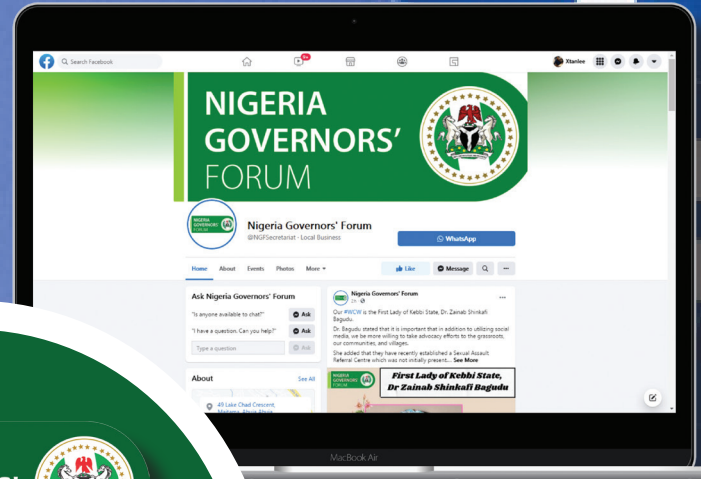 Search Facebook
9+
Xtanlee
NIGERIA
GOVERNORS'
FORUM
NIGERIA
GOVERNORS'
FORUM
Nigeria Governors' Forum
@NGFSecretariat · Local Business
WhatsApp
Home About Events Photos More
Like Message
Ask Nigeria Governors' Forum
"Is anyone available to chat?" Ask
"I have a question. Can you help?" Ask
Type a question Ask
About See All
49 Lake Chad Crescent,
Maitama, Abuja Abuja
Nigeria Governors' Forum
2h ·
Our #WCW is the First Lady of Kebbi State, Dr. Zainab Shinkafi
Bagudu.
Dr. Bagudu stated that it is important that in addition to utilizing social
media, we be more willing to take advocacy efforts to the grassroots,
our communities, and villages.
She added that they have recently established a Sexual Assault
Referral Centre which was not initially present... See More
NIGERIA
GOVERNORS'
FORUM
First Lady of Kebbi State,
Dr Zainab Shinkafi Bagudu
MacBook Air